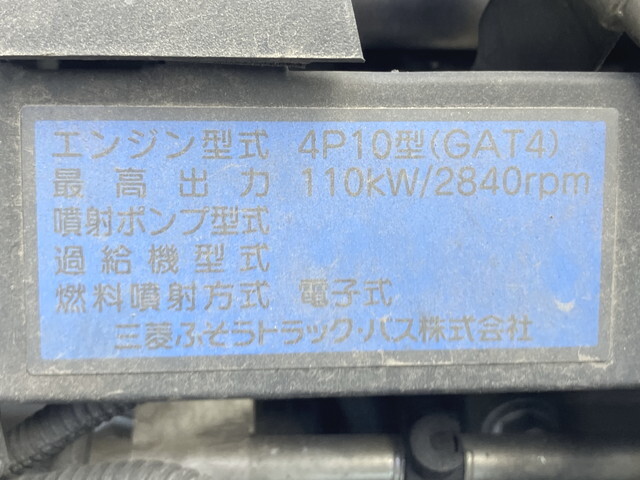 エンジン型式 4P10型(GAT4)
最高出力 110kW/2840rpm
噴射ポンプ型式
過給機型式
燃料噴射方式 電子式
三菱ふそうトラック・バス株式会社